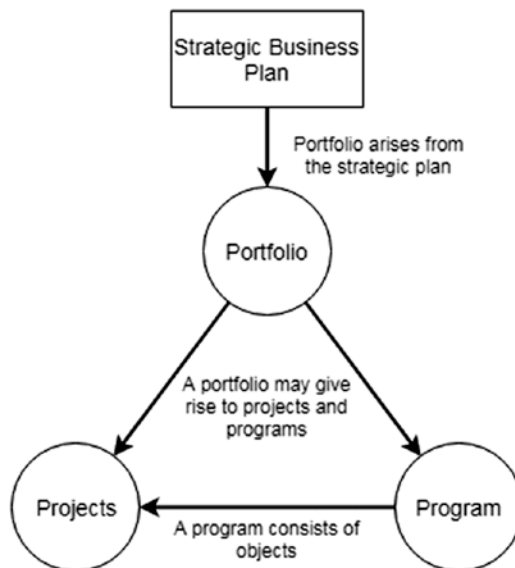 Strategic Business
Plan
Portfolio arises from
the strategic plan
Portfolio
A portfolio may give
rise to projects and
programs
Projects
Program
A program consists of
objects